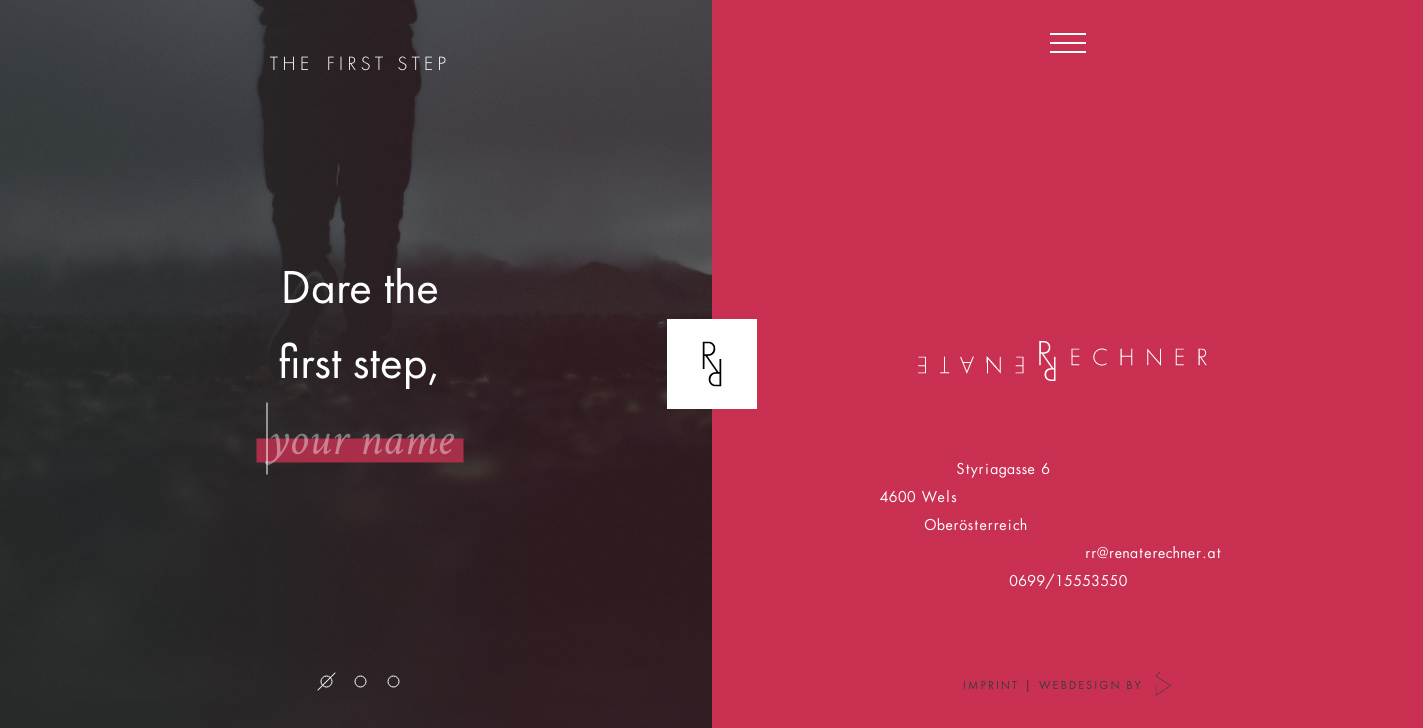 THE FIRST STEP
Dare the
first step,
your name
RR
RENATE RECHNER
Styriagasse 6
4600 Wels
Oberösterreich
rr@renaterechner.at
0699/15553550
IMPRINT | WEBDESIGN BY